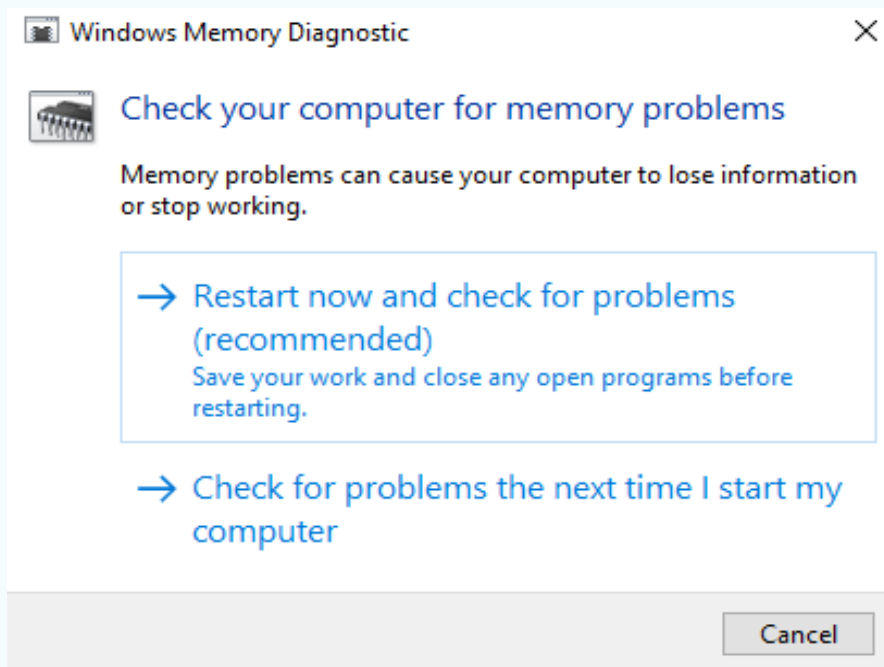 Windows Memory Diagnostic
Check your computer for memory problems
Memory problems can cause your computer to lose information
or stop working.
Restart now and check for problems
(recommended)
Save your work and close any open programs before
restarting.
Check for problems the next time I start my
computer
Cancel